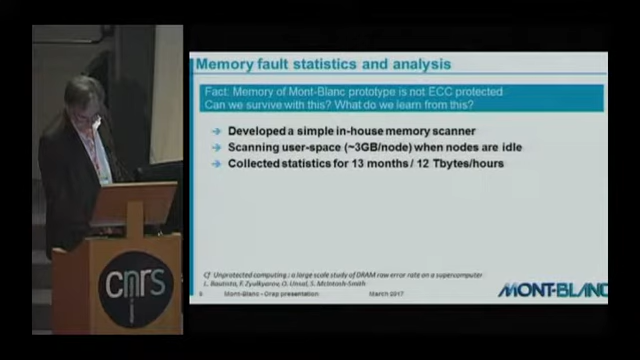 Memory fault statistics and analysis
Fact: Memory of Mont-Blanc prototype is not ECC protected
Can we survive with this? What do we learn from this?
Developed a simple in-house memory scanner
Scanning user-space (~3GB/node) when nodes are idle
Collected statistics for 13 months / 12 Tbytes/hours
Cf Unprotected computing : a large scale study of DRAM raw error rate on a supercomputer
L. Bautista, F. Zyulkyarov, O. Unsal, S. McIntosh-Smith
Mont-Blanc - Orap presentation
March 2017
MONT-BLANC
cnrs